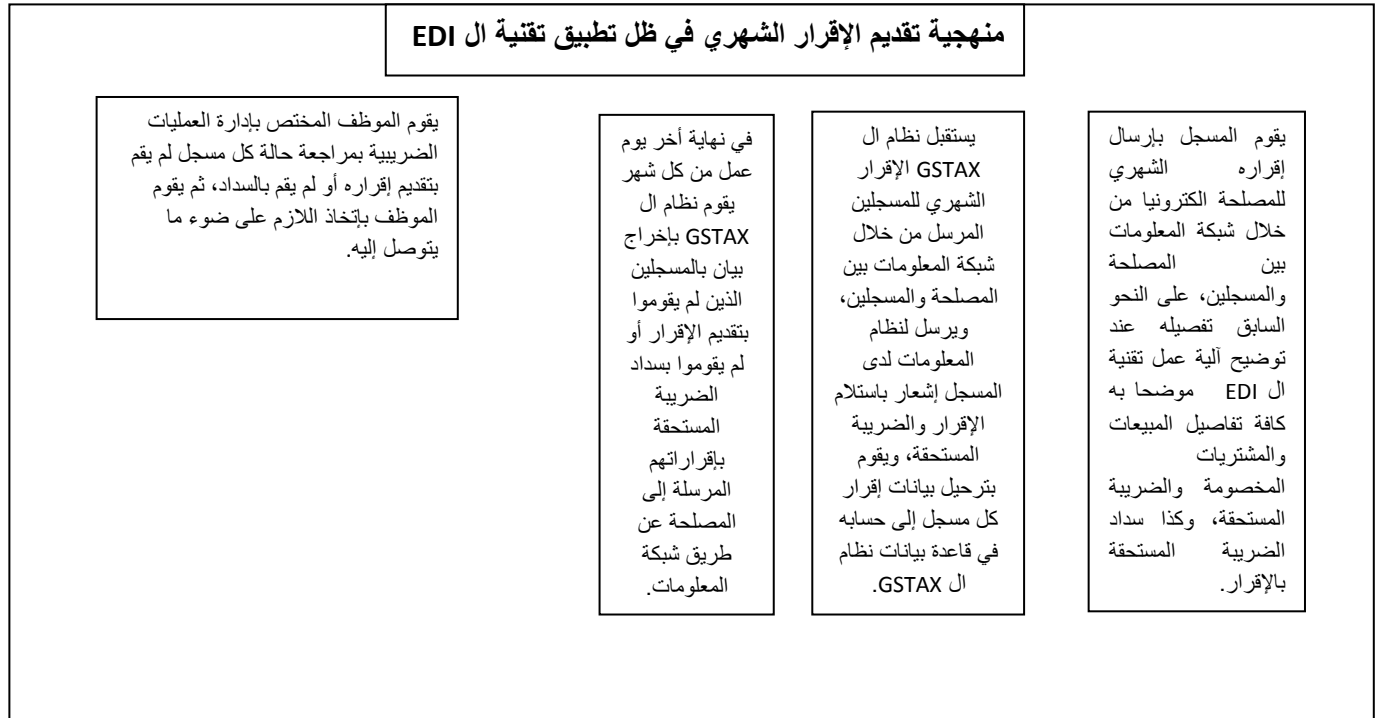 منهجية تقديم الإقرار الشهري في ظل تطبيق تقنية ال EDI
يقوم المسجل بإرسال
إقراره الشهري
للمصلحة الكترونيا من
خلال شبكة المعلومات
بين المصلحة
والمسجلين، على النحو
السابق تفصيله عند
توضيح آلية عمل تقنية
ال EDI موضحا به
كافة تفاصيل المبيعات
والمشتريات
المخصومة والضريبة
المستحقة، وكذا سداد
الضريبة المستحقة
بالإقرار.
يستقبل نظام ال
GSTAX الإقرار
الشهري للمسجلين
المرسل من خلال
شبكة المعلومات بين
المصلحة والمسجلين،
ويرسل لنظام
المعلومات لدى
المسجل إشعار باستلام
الإقرار والضريبة
المستحقة، ويقوم
بترحيل بيانات إقرار
كل مسجل إلى حسابه
في قاعدة بيانات نظام
ال GSTAX.
في نهاية أخر يوم
عمل من كل شهر
يقوم نظام ال
GSTAX بإخراج
بيان بالمسجلين
الذين لم يقوموا
بتقديم الإقرار أو
لم يقوموا بسداد
الضريبة
المستحقة
بإقراراتهم
المرسلة إلى
المصلحة عن
طريق شبكة
المعلومات.
يقوم الموظف المختص بإدارة العمليات
الضريبية بمراجعة حالة كل مسجل لم يقم
بتقديم إقراره أو لم يقم بالسداد، ثم يقوم
الموظف بإتخاذ اللازم على ضوء ما
يتوصل إليه.